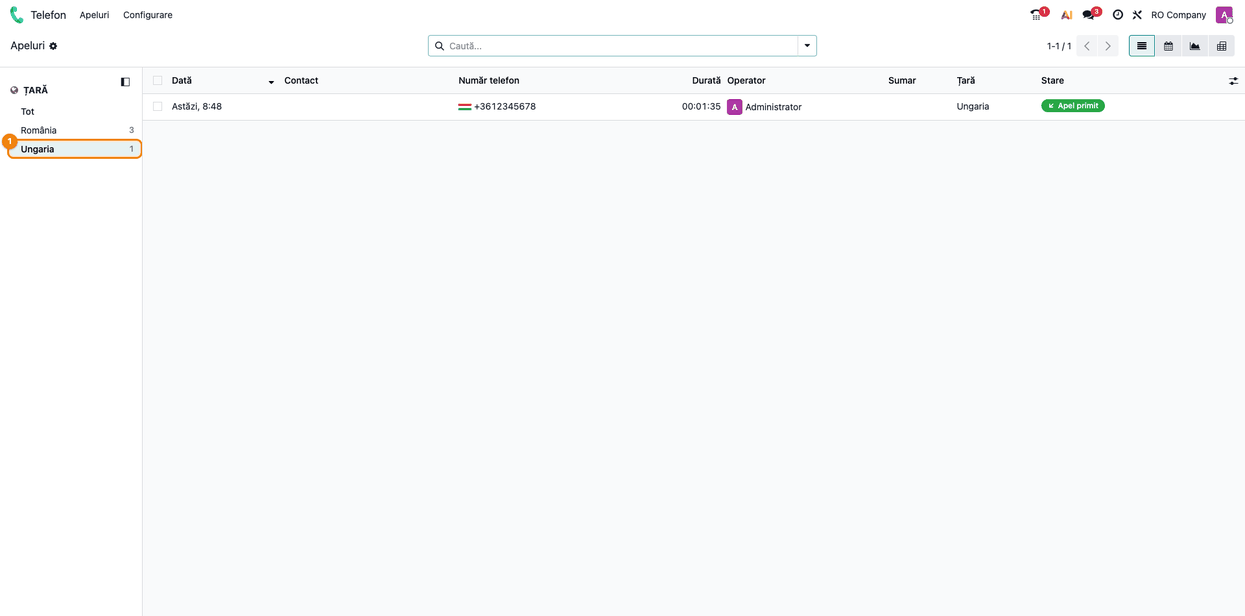 Telefon Apeluri Configurare 1 AI 3 RO Company A
Apeluri Caută... 1-1 / 1
ȚARĂ
Tot
România 3
1
Ungaria 1
Dată Contact Număr telefon Durată Operator Sumar Țară Stare
Astăzi, 8:48 +3612345678 00:01:35 A Administrator Ungaria Apel primit